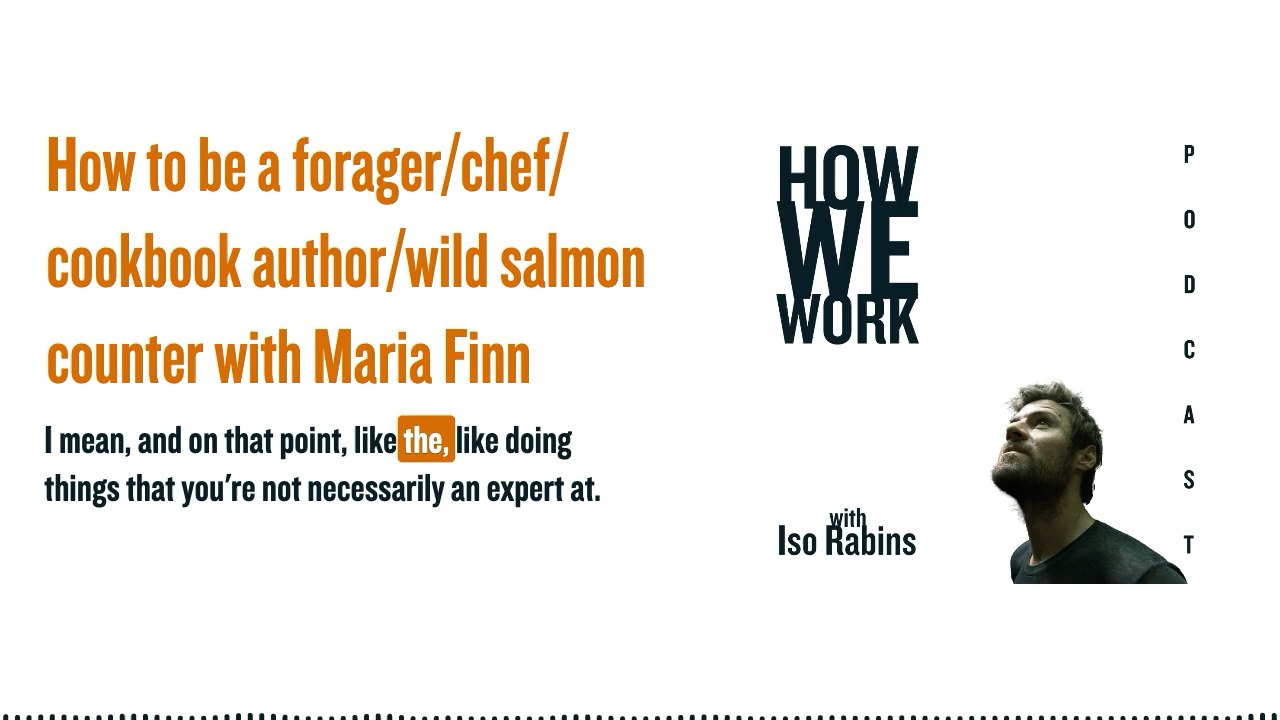 How to be a forager/chef/
cookbook author/wild salmon
counter with Maria Finn
I mean, and on that point, like the, like doing
things that you're not necessarily an expert at.
HOW
WE
WORK
with
Iso Rabins
PODCAST